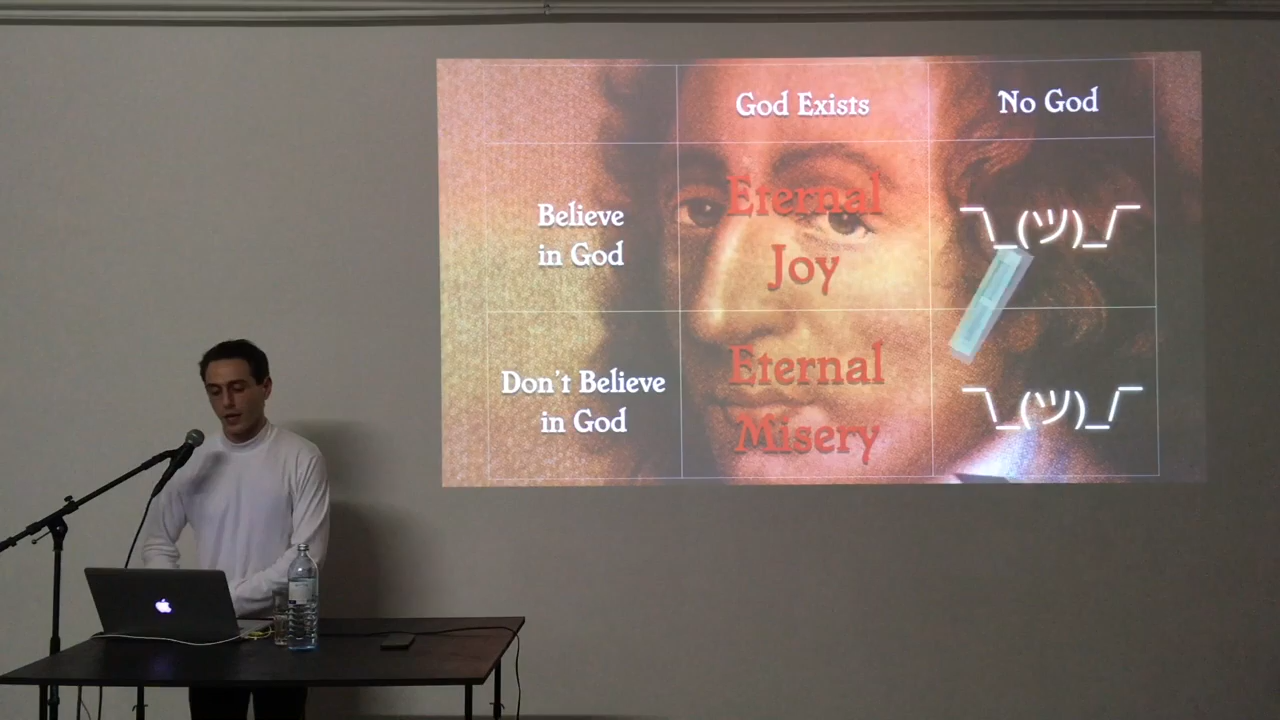 God Exists
No God
Believe
in God
Eternal
Joy
¯\_(ツ)_/¯
Don't Believe
in God
Eternal
Misery
¯\_(ツ)_/¯